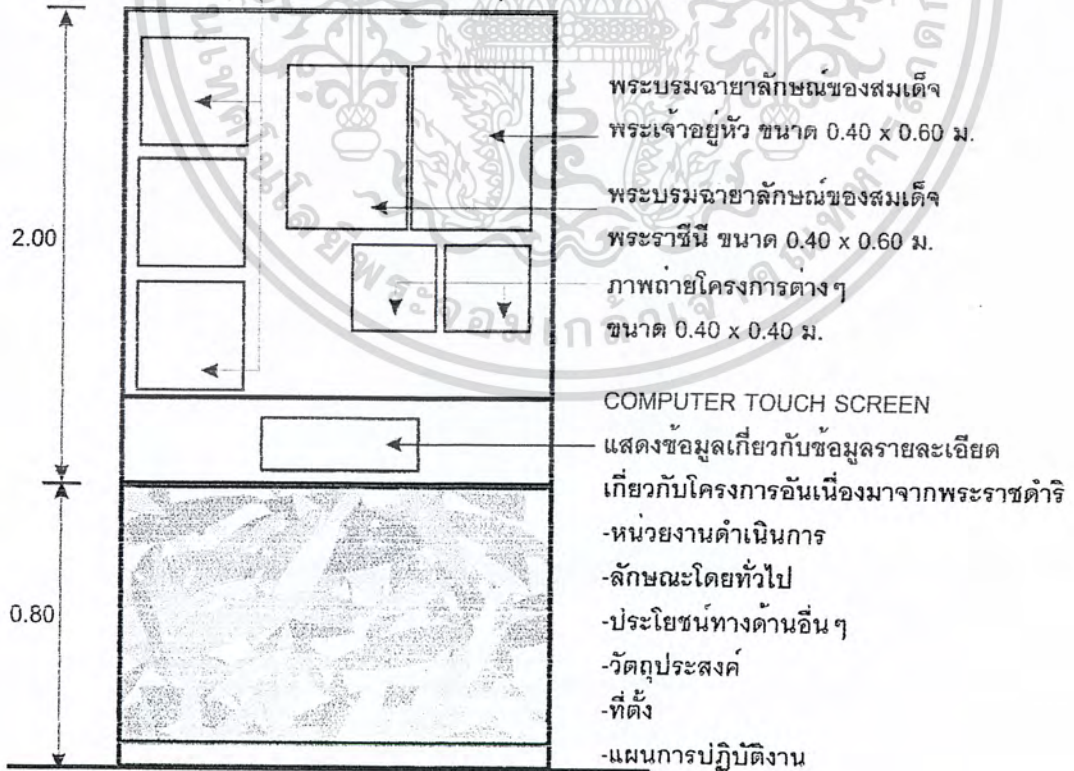 พระบรมฉายาลักษณ์ของสมเด็จ
พระเจ้าอยู่หัว ขนาด 0.40 x 0.60 ม.
พระบรมฉายาลักษณ์ของสมเด็จ
พระราชีนี ขนาด 0.40 x 0.60 ม.
2.00
ภาพถ่ายโครงการต่างๆ
ขนาด 0.40 x 0.40 ม.
COMPUTER TOUCH SCREEN
แสดงข้อมูลเกี่ยวกับข้อมูลรายละเอียด
เกี่ยวกับโครงการอันเนื่องมาจากพระราชดำริ
-หน่วยงานดำเนินการ
-ลักษณะโดยทั่วไป
0.80
-ประโยชน์ทางด้านอื่นๆ
-วัตถุประสงค์
-ที่ตั้ง
-แผนการปฏิบัติงาน